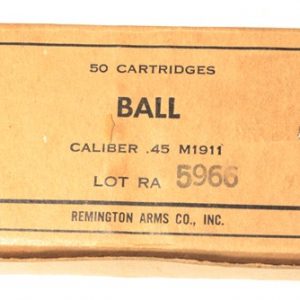 50 CARTRIDGES
BALL
CALIBER .45 M1911
LOT RA 5966
REMINGTON ARMS CO., INC.